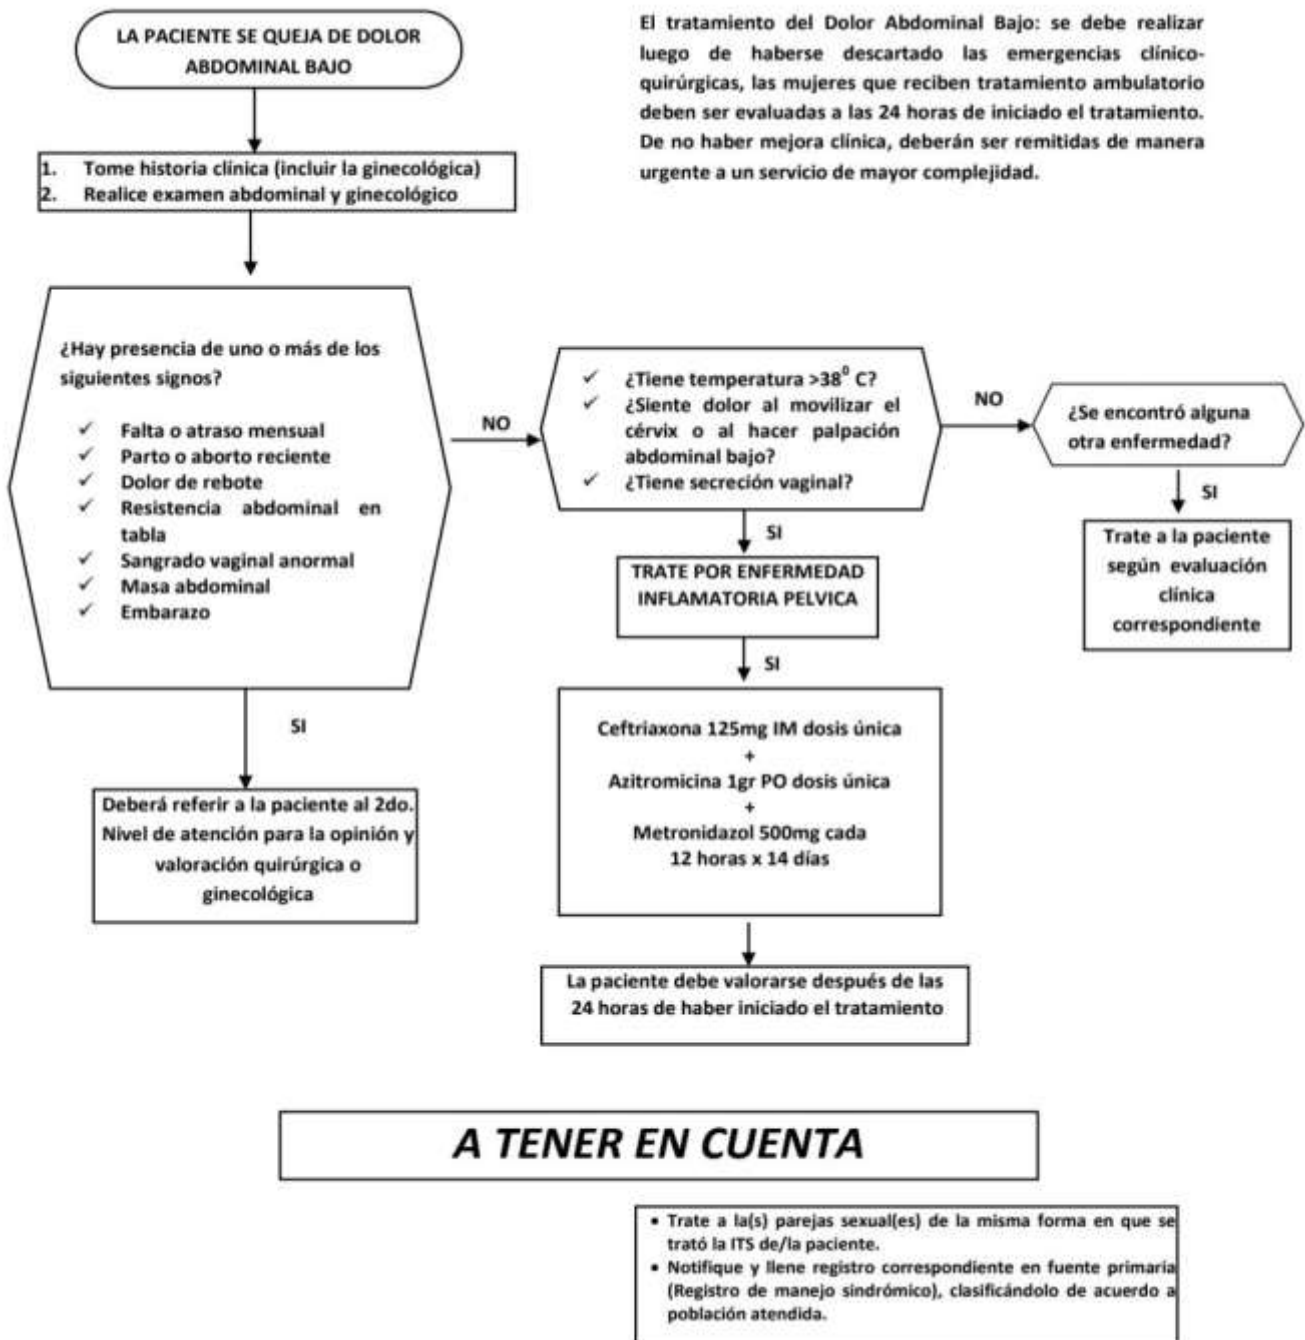 LA PACIENTE SE QUEJA DE DOLOR
ABDOMINAL BAJO
El tratamiento del Dolor Abdominal Bajo: se debe realizar
luego de haberse descartado las emergencias clínico-
quirúrgicas, las mujeres que reciben tratamiento ambulatorio
deben ser evaluadas a las 24 horas de iniciado el tratamiento.
De no haber mejora clínica, deberán ser remitidas de manera
urgente a un servicio de mayor complejidad.
1. Tome historia clínica (incluir la ginecológica)
2. Realice examen abdominal y ginecológico
¿Hay presencia de uno o más de los
siguientes signos?
✓ Falta o atraso mensual
✓ Parto o aborto reciente
✓ Dolor de rebote
✓ Resistencia abdominal en
tabla
✓ Sangrado vaginal anormal
✓ Masa abdominal
✓ Embarazo
NO
✓ ¿Tiene temperatura >38⁰ C?
✓ ¿Siente dolor al movilizar el
cérvix o al hacer palpación
abdominal bajo?
✓ ¿Tiene secreción vaginal?
NO
¿Se encontró alguna
otra enfermedad?
SI
Trate a la paciente
según evaluación
clínica
correspondiente
SI
TRATE POR ENFERMEDAD
INFLAMATORIA PELVICA
SI
Ceftriaxona 125mg IM dosis única
+
Azitromicina 1gr PO dosis única
+
Metronidazol 500mg cada
12 horas x 14 días
SI
Deberá referir a la paciente al 2do.
Nivel de atención para la opinión y
valoración quirúrgica o
ginecológica
La paciente debe valorarse después de las
24 horas de haber iniciado el tratamiento
A TENER EN CUENTA
• Trate a la(s) parejas sexual(es) de la misma forma en que se
trató la ITS de/la paciente.
• Notifique y llene registro correspondiente en fuente primaria
(Registro de manejo sindrómico), clasificándolo de acuerdo a
población atendida.